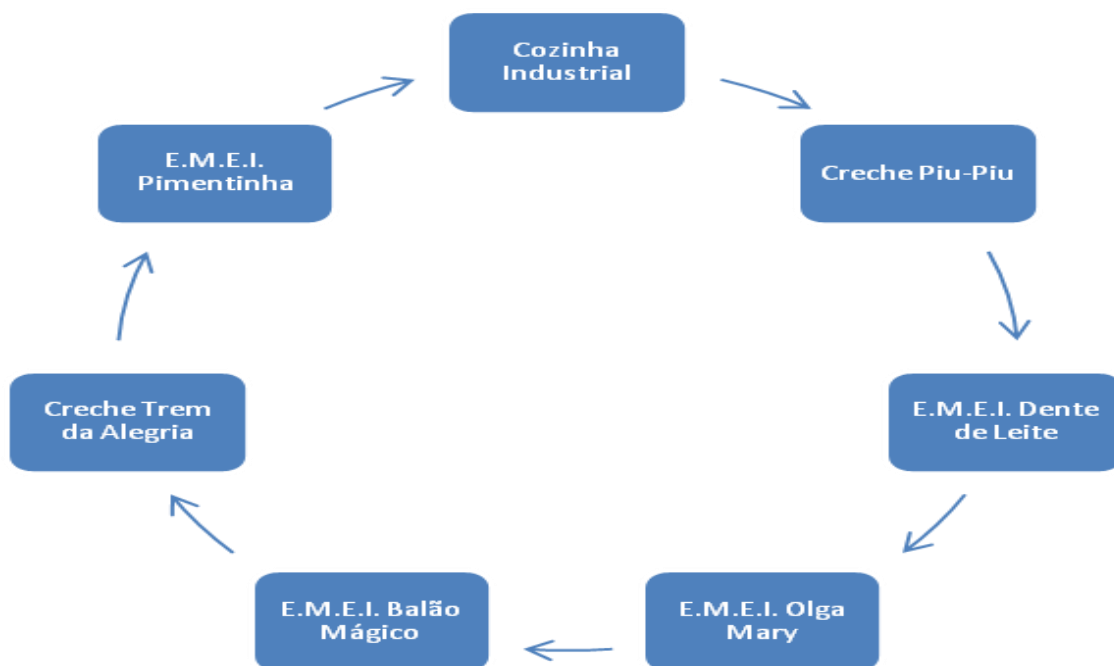 Cozinha
Industrial
Creche Piu-Piu
E.M.E.I. Dente
de Leite
E.M.E.I. Olga
Mary
E.M.E.I. Balão
Mágico
Creche Trem
da Alegria
E.M.E.I.
Pimentinha